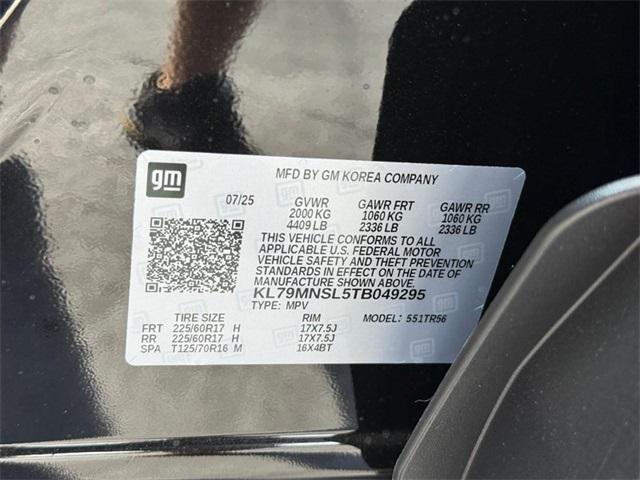 gm
MFD BY GM KOREA COMPANY
07/25 GVWR GAWR FRT GAWR RR
2000 KG 1060 KG 1060 KG
4409 LB 2336 LB 2336 LB
THIS VEHICLE CONFORMS TO ALL
APPLICABLE U.S. FEDERAL MOTOR
VEHICLE SAFETY AND THEFT PREVENTION
STANDARDS IN EFFECT ON THE DATE OF
MANUFACTURE SHOWN ABOVE.
KL79MNSL5TB049295
TYPE: MPV MODEL: 551TR56
TIRE SIZE RIM
FRT 225/60R17 H 17X7.5J
RR 225/60R17 H 17X7.5J
SPA T125/70R16 M 16X4BT